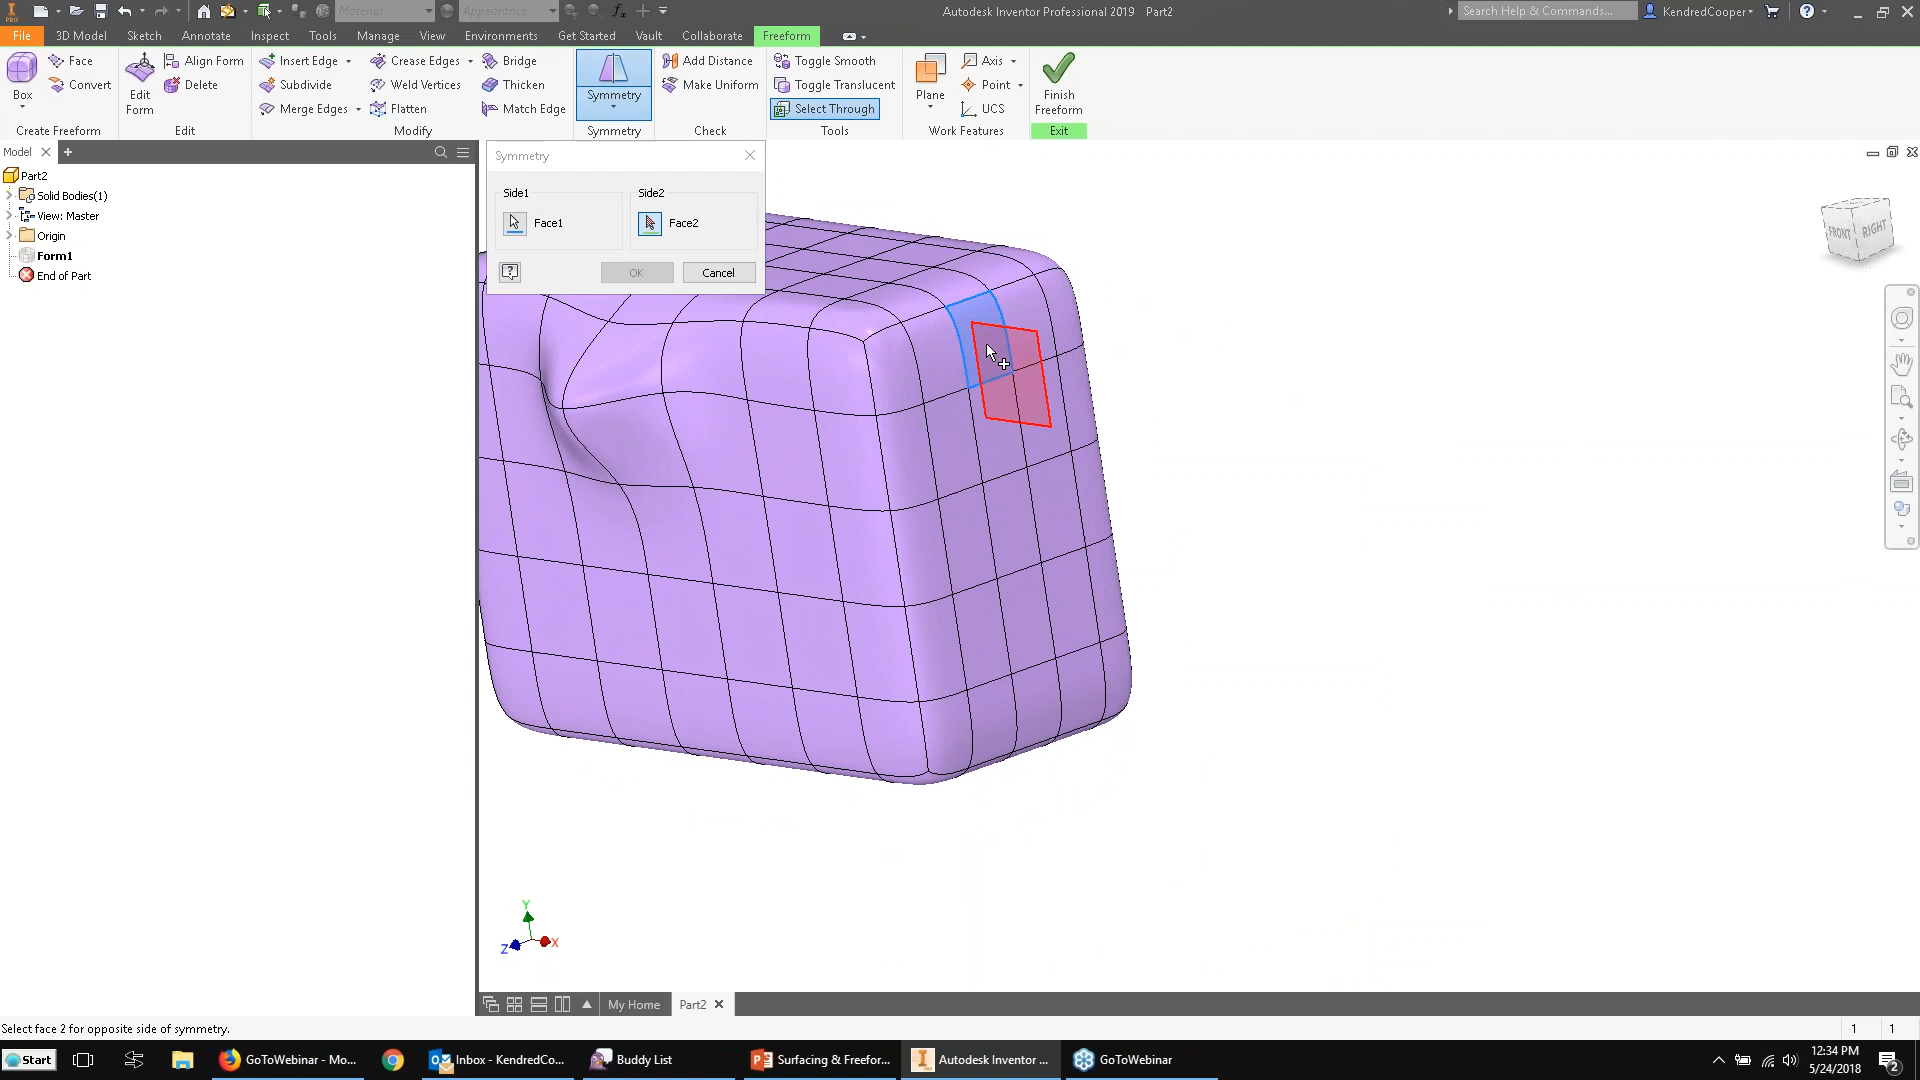 PRO
Material
Appearance
fx
Autodesk Inventor Professional 2019 Part2
Search Help & Commands...
KendredCooper
File 3D Model Sketch Annotate Inspect Tools Manage View Environments Get Started Vault Collaborate Freeform
Box
Face
Convert
Create Freeform
Edit
Form
Align Form
Delete
Edit
Insert Edge
Subdivide
Merge Edges
Crease Edges
Weld Vertices
Flatten
Bridge
Thicken
Match Edge
Modify
Symmetry
Symmetry
Add Distance
Make Uniform
Check
Toggle Smooth
Toggle Translucent
Select Through
Tools
Plane
Axis
Point
UCS
Work Features
Finish
Freeform
Exit
Model
Part2
Solid Bodies(1)
View: Master
Origin
Form1
End of Part
Symmetry
Side1 Side2
Face1 Face2
OK Cancel
FRONT RIGHT
Y
Z X
My Home Part2
Select face 2 for opposite side of symmetry.
1 1
Start
GoToWebinar - Mo...
Inbox - KendredCo...
Buddy List
Surfacing & Freefor...
Autodesk Inventor ...
GoToWebinar
12:34 PM
5/24/2018
2